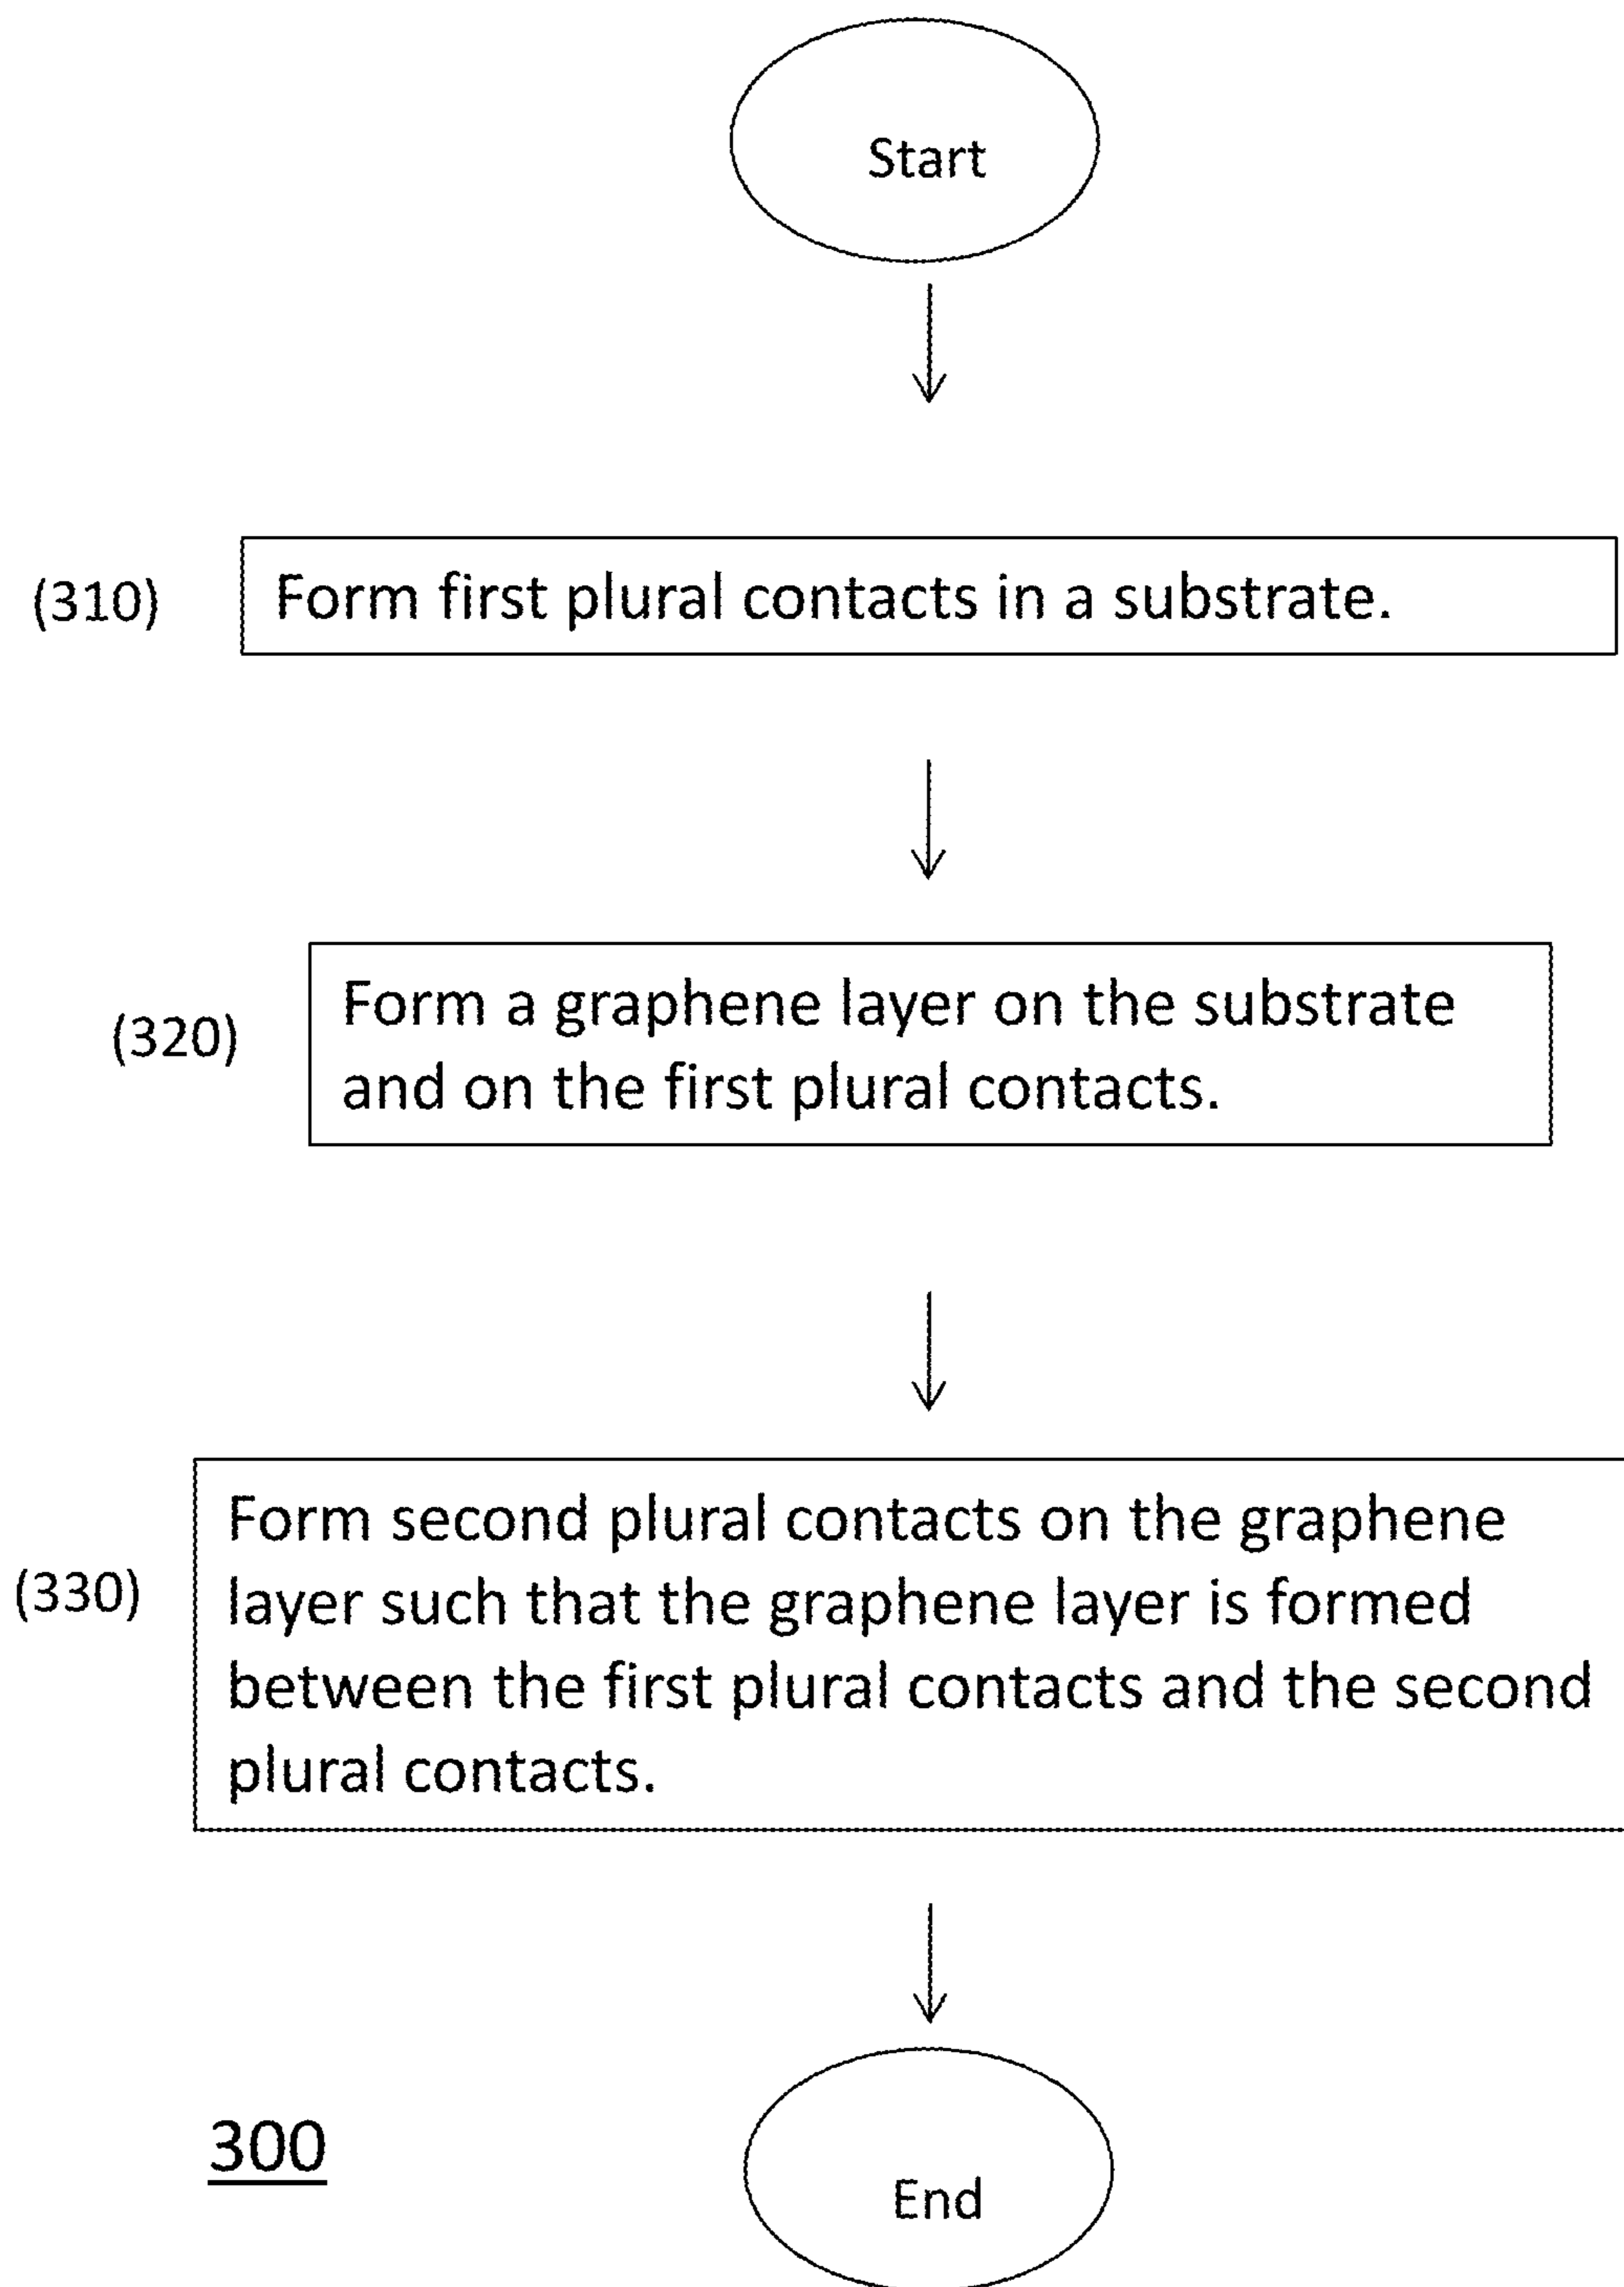 Start
(310)
Form first plural contacts in a substrate.
(320)
Form a graphene layer on the substrate
and on the first plural contacts.
(330)
Form second plural contacts on the graphene
layer such that the graphene layer is formed
between the first plural contacts and the second
plural contacts.
300
End